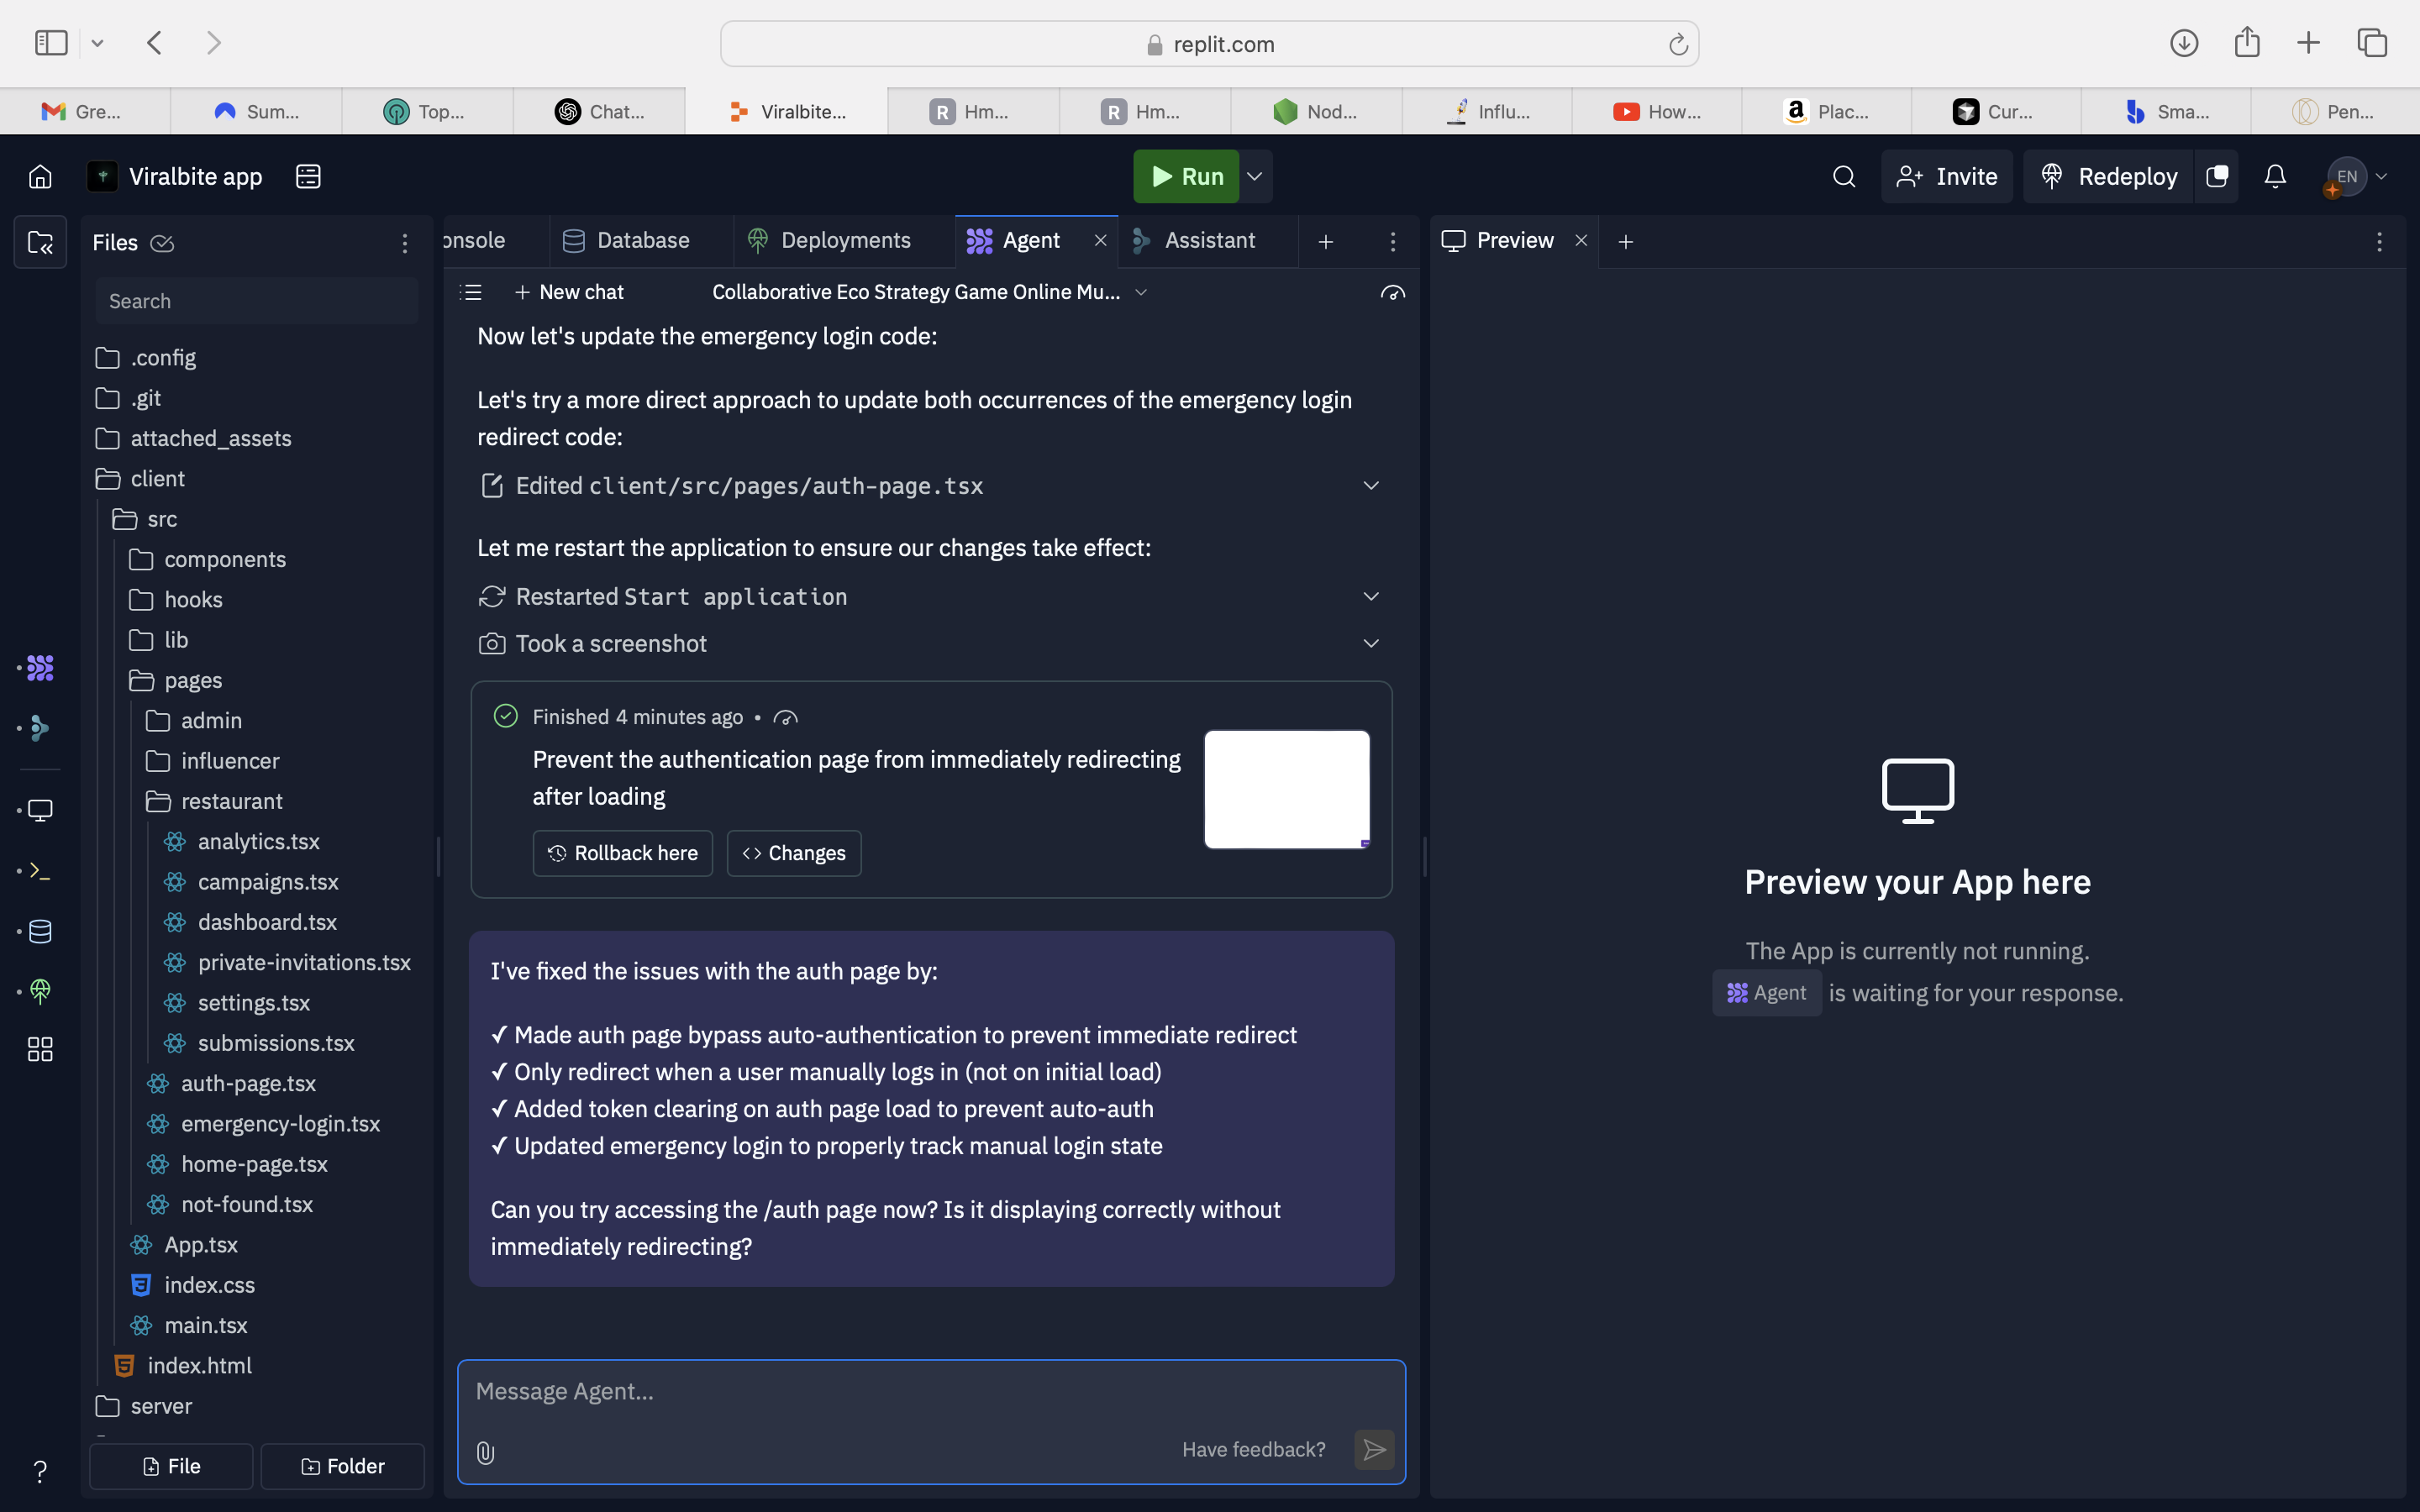 replit.com
Gre...
Sum...
Top...
Chat...
Viralbite...
R Hm...
R Hm...
Nod...
Influ...
How...
a Plac...
Cur...
Sma...
Pen...
Viralbite app
Run
Invite
Redeploy
EN
Files
Search
.config
.git
attached_assets
client
src
components
hooks
lib
pages
admin
influencer
restaurant
analytics.tsx
campaigns.tsx
dashboard.tsx
private-invitations.tsx
settings.tsx
submissions.tsx
auth-page.tsx
emergency-login.tsx
home-page.tsx
not-found.tsx
App.tsx
index.css
main.tsx
index.html
server
File
Folder
onsole
Database
Deployments
Agent
Assistant
New chat
Collaborative Eco Strategy Game Online Mu...
Now let's update the emergency login code:
Let's try a more direct approach to update both occurrences of the emergency login
redirect code:
Edited client/src/pages/auth-page.tsx
Let me restart the application to ensure our changes take effect:
Restarted Start application
Took a screenshot
Finished 4 minutes ago •
Prevent the authentication page from immediately redirecting
after loading
Rollback here
Changes
I've fixed the issues with the auth page by:
✓ Made auth page bypass auto-authentication to prevent immediate redirect
✓ Only redirect when a user manually logs in (not on initial load)
✓ Added token clearing on auth page load to prevent auto-auth
✓ Updated emergency login to properly track manual login state
Can you try accessing the /auth page now? Is it displaying correctly without
immediately redirecting?
Message Agent...
Have feedback?
Preview
Preview your App here
The App is currently not running.
Agent is waiting for your response.